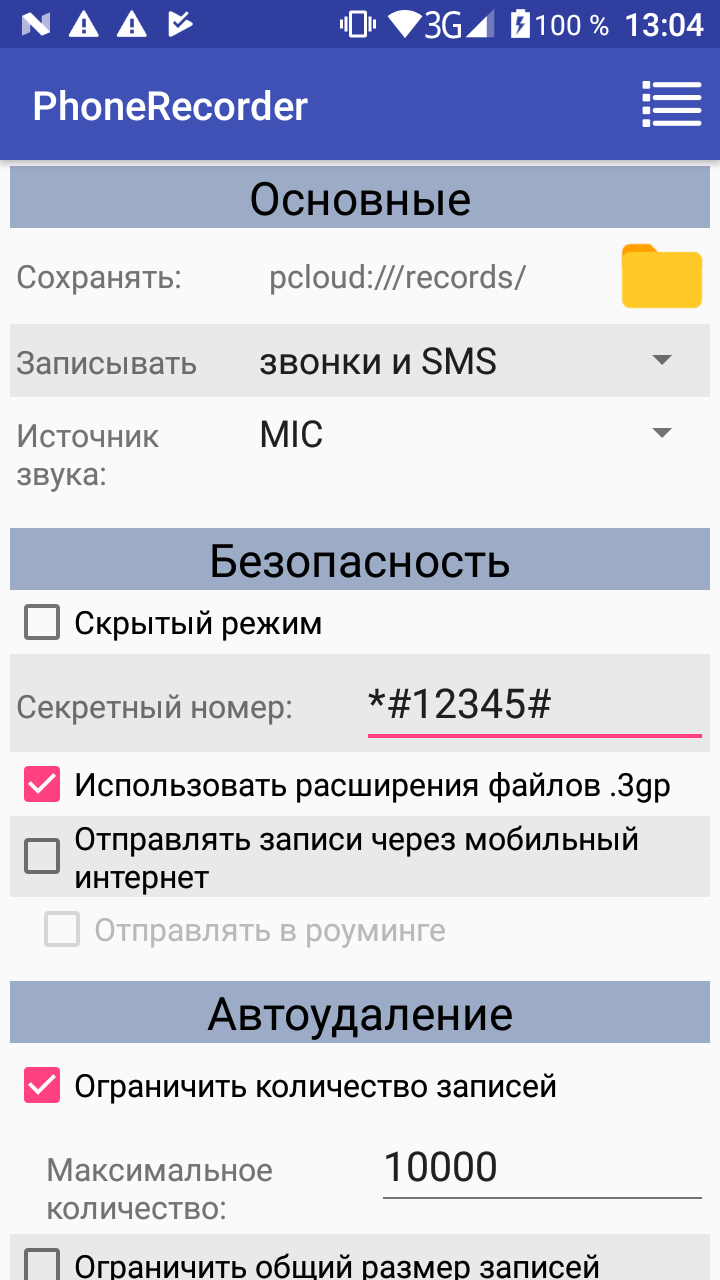 3G 100 % 13:04
PhoneRecorder
Основные
Сохранять: pcloud:///records/
Записывать звонки и SMS
Источник MIC
звука:
Безопасность
Скрытый режим
Секретный номер: *#12345#
Использовать расширения файлов .3gp
Отправлять записи через мобильный
интернет
Отправлять в роуминге
Автоудаление
Ограничить количество записей
Максимальное 10000
количество:
Ограничить общий размер записей